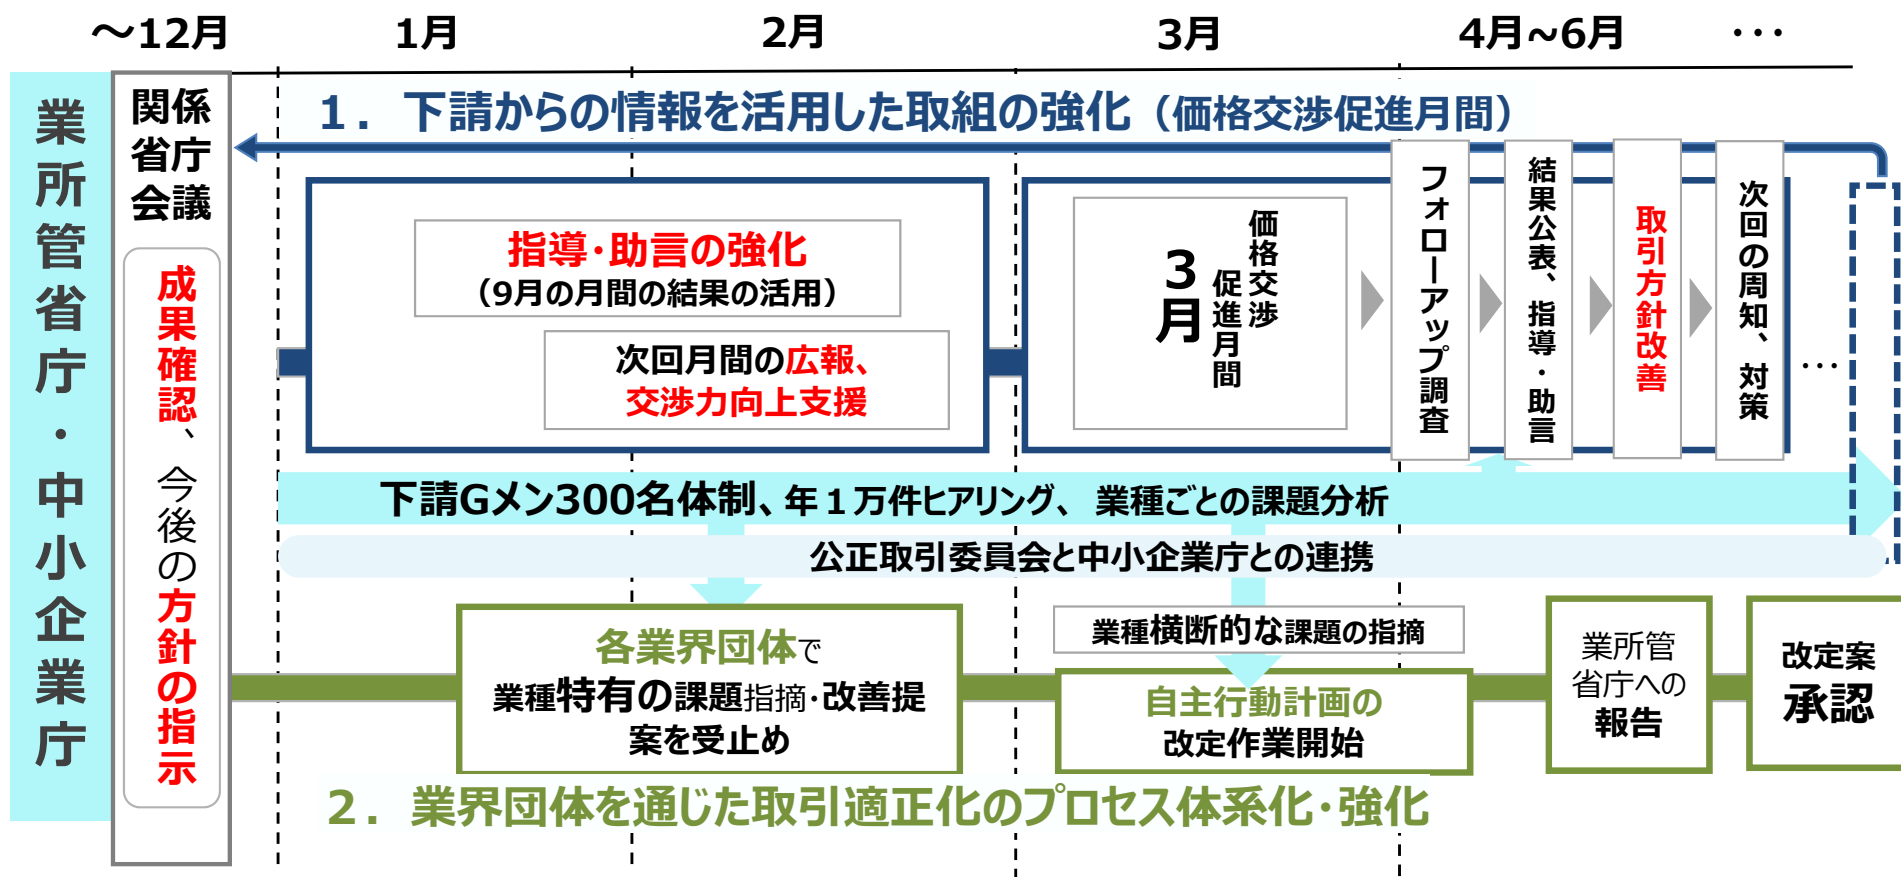 ～12月
1月
2月
3月
4月~6月
･･･
業所管省庁・中小企業庁
関係
省庁
会議
成果確認、今後の方針の指示
１．下請からの情報を活用した取組の強化（価格交渉促進月間）
指導･助言の強化
（9月の月間の結果の活用）
次回月間の広報、
交渉力向上支援
価格交渉
促進月間
3月
フォローアップ調査
結果公表、指導・助言
取引方針改善
次回の周知、対策
･･･
下請Gメン300名体制、年１万件ヒアリング、 業種ごとの課題分析
公正取引委員会と中小企業庁との連携
各業界団体で
業種特有の課題指摘･改善提
案を受止め
業種横断的な課題の指摘
自主行動計画の
改定作業開始
業所管
省庁への
報告
改定案
承認
２．業界団体を通じた取引適正化のプロセス体系化･強化